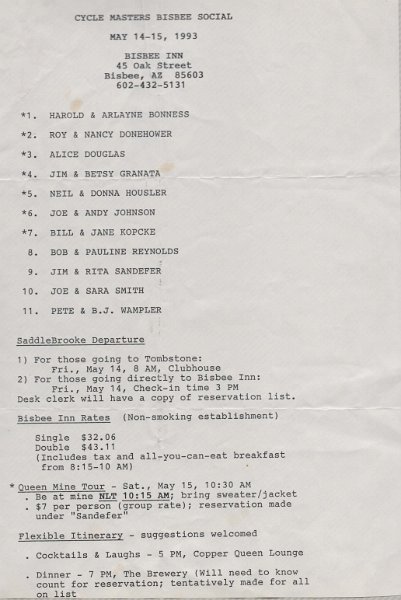 CYCLE MASTERS BISBEE SOCIAL
MAY 14-15, 1993
BISBEE INN
45 Oak Street
Bisbee, AZ 85603
602-432-5131
*1. HAROLD & ARLAYNE BONNESS
*2. ROY & NANCY DONEHOWER
*3. ALICE DOUGLAS
*4. JIM & BETSY GRANATA
*5. NEIL & DONNA HOUSLER
*6. JOE & ANDY JOHNSON
*7. BILL & JANE KOPCKE
8. BOB & PAULINE REYNOLDS
9. JIM & RITA SANDEFER
10. JOE & SARA SMITH
11. PETE & B.J. WAMPLER
SaddleBrooke Departure
1) For those going to Tombstone:
Fri., May 14, 8 AM, Clubhouse
2) For those going directly to Bisbee Inn:
Fri., May 14, Check-in time 3 PM
Desk clerk will have a copy of reservation list.
Bisbee Inn Rates (Non-smoking establishment)
Single $32.06
Double $43.11
(Includes tax and all-you-can-eat breakfast
from 8:15-10 AM)
* Queen Mine Tour - Sat., May 15, 10:30 AM
. Be at mine NLT 10:15 AM; bring sweater/jacket
. $7 per person (group rate); reservation made
under "Sandefer"
Flexible Itinerary - suggestions welcomed
. Cocktails & Laughs - 5 PM, Copper Queen Lounge
. Dinner - 7 PM, The Brewery (Will need to know
count for reservation; tentatively made for all
on list